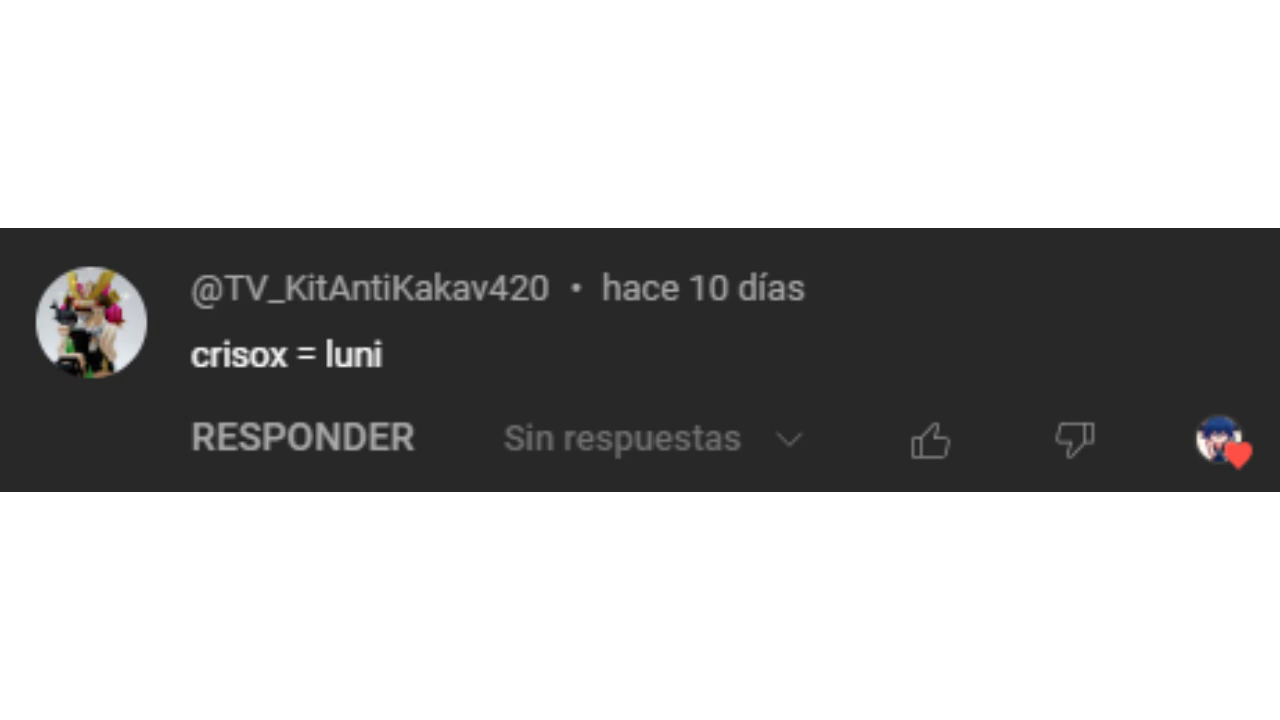 @TV_KitAntiKakav420 • hace 10 días
crisox = luni
RESPONDER Sin respuestas